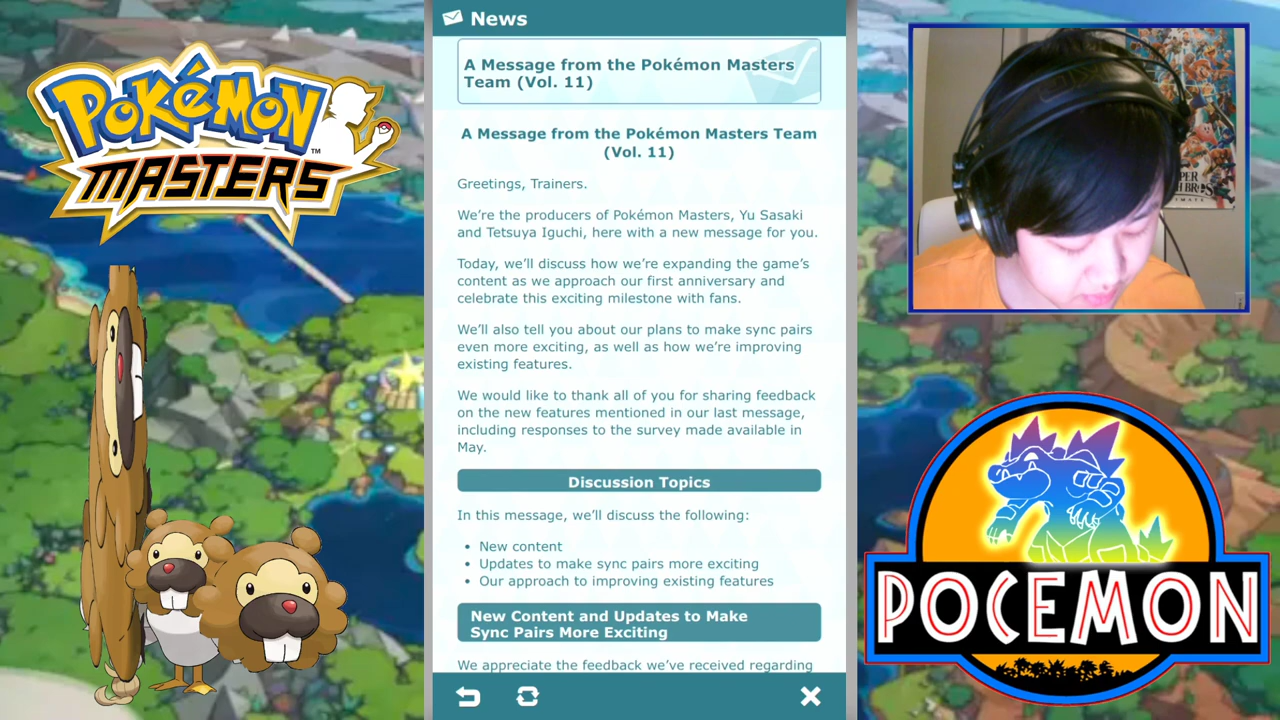 Pokémon
MASTERS
TM
News
A Message from the Pokémon Masters
Team (Vol. 11)
A Message from the Pokémon Masters Team
(Vol. 11)
Greetings, Trainers.
We're the producers of Pokémon Masters, Yu Sasaki
and Tetsuya Iguchi, here with a new message for you.
Today, we'll discuss how we're expanding the game's
content as we approach our first anniversary and
celebrate this exciting milestone with fans.
We'll also tell you about our plans to make sync pairs
even more exciting, as well as how we're improving
existing features.
We would like to thank all of you for sharing feedback
on the new features mentioned in our last message,
including responses to the survey made available in
May.
Discussion Topics
In this message, we'll discuss the following:
• New content
• Updates to make sync pairs more exciting
• Our approach to improving existing features
New Content and Updates to Make
Sync Pairs More Exciting
We appreciate the feedback we've received regarding
POCEMON